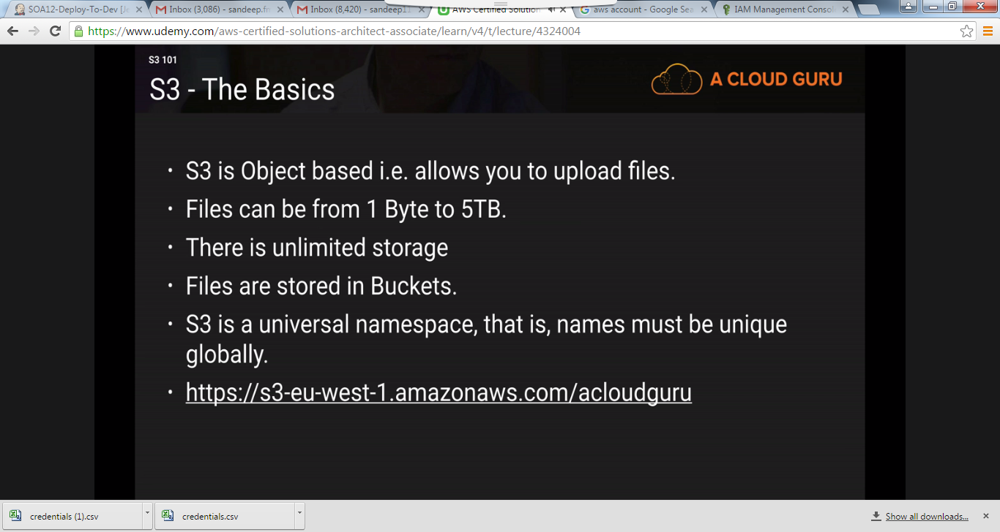 SOA12-Deploy-To-Dev [Je
Inbox (3,086) - sandeep.fr
Inbox (8,420) - sandeep11
AWS Certified Solution
aws account - Google Sea
IAM Management Consol
https://www.udemy.com/aws-certified-solutions-architect-associate/learn/v4/t/lecture/4324004
S3 101
S3 - The Basics
A CLOUD GURU
• S3 is Object based i.e. allows you to upload files.
• Files can be from 1 Byte to 5TB.
• There is unlimited storage
• Files are stored in Buckets.
• S3 is a universal namespace, that is, names must be unique
globally.
• https://s3-eu-west-1.amazonaws.com/acloudguru
credentials (1).csv
credentials.csv
Show all downloads...